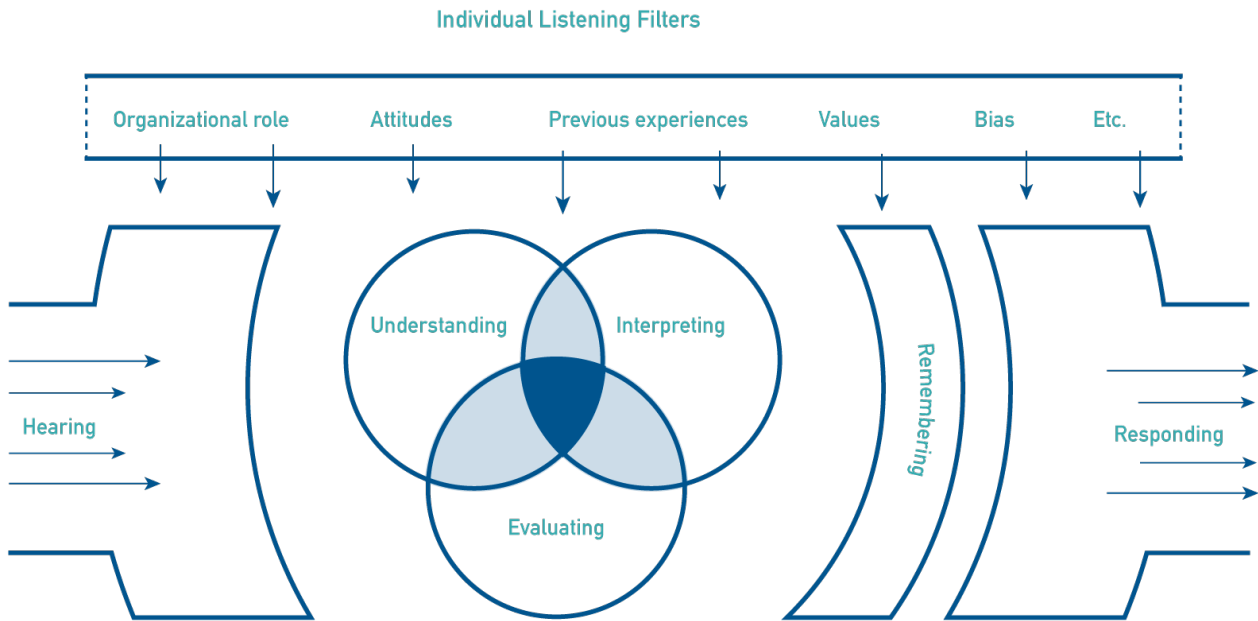 Individual Listening Filters
Organizational role Attitudes Previous experiences Values Bias Etc.
Understanding Interpreting
Remembering
Hearing
Responding
Evaluating